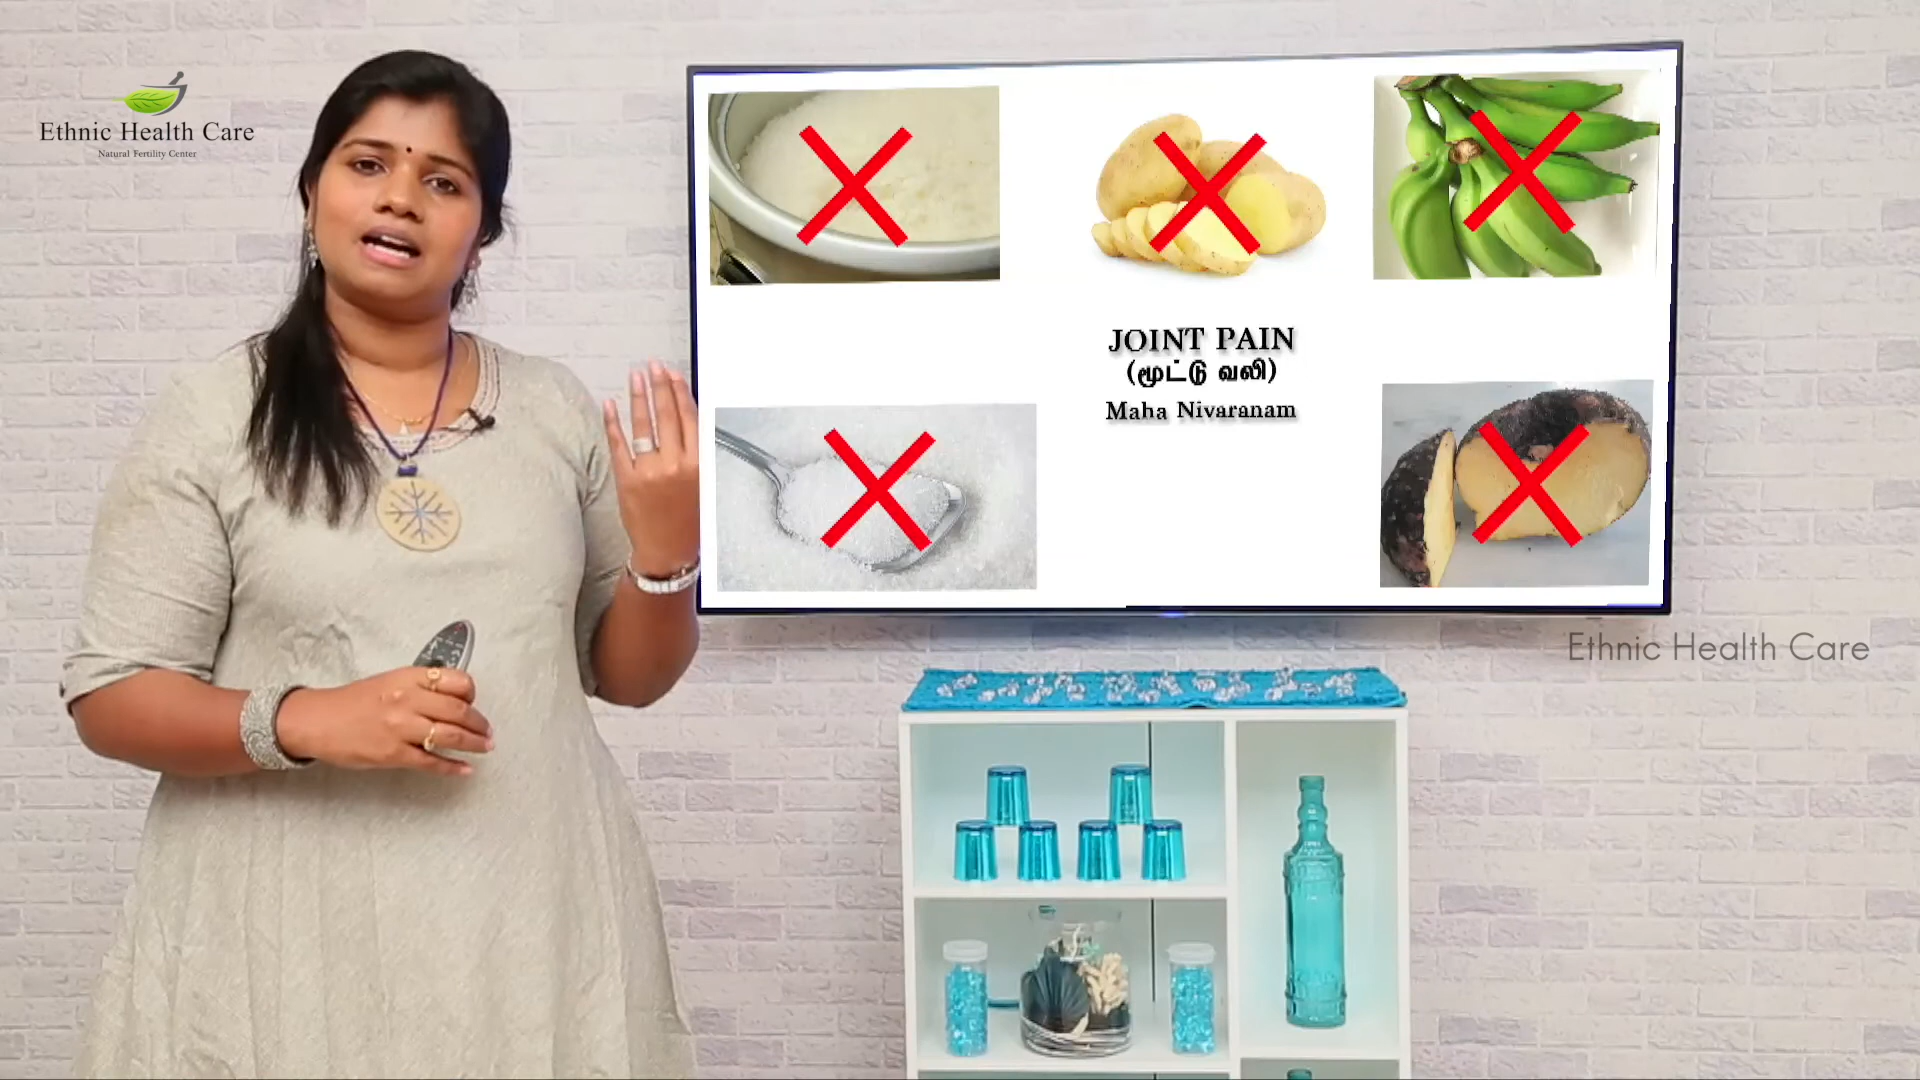 Ethnic Health Care
Natural Fertility Center
JOINT PAIN
(மூட்டு வலி)
Maha Nivaranam
Ethnic Health Care